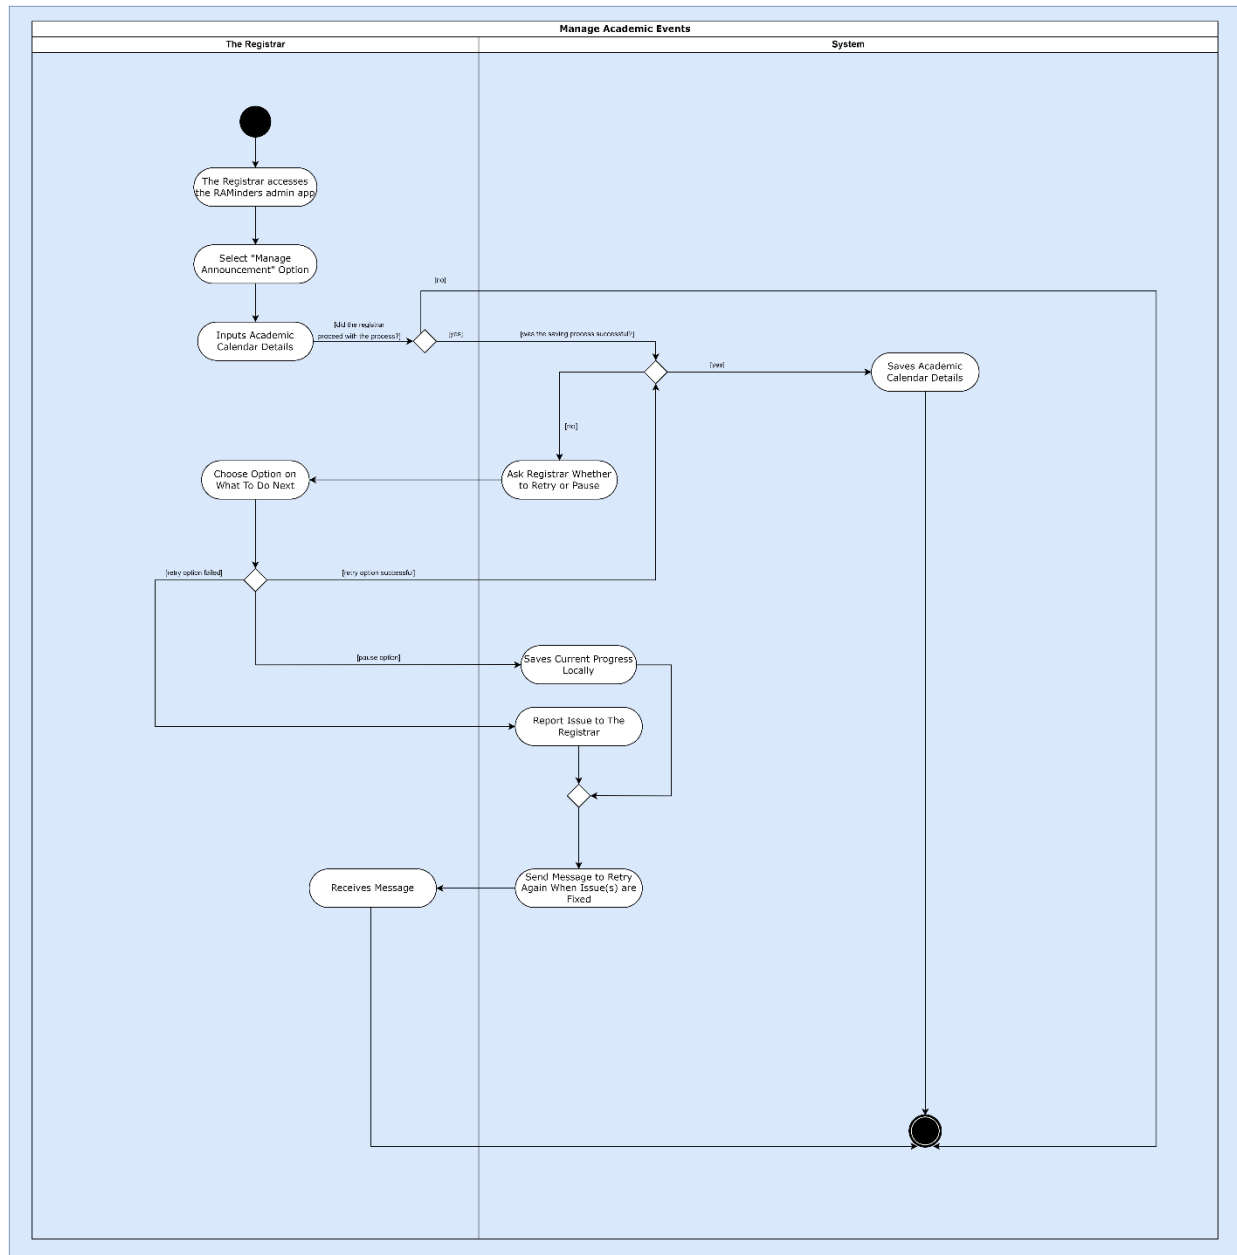 Manage Academic Events
The Registrar
System
The Registrar accesses
the RAMinders admin app
Select "Manage
Announcement" Option
[no]
Inputs Academic
Calendar Details
[did the registrar
proceed with the process?]
[yes]
[was the saving process successful?]
[yes]
Saves Academic
Calendar Details
[no]
Choose Option on
What To Do Next
Ask Registrar Whether
to Retry or Pause
[retry option failed]
[retry option successful]
[pause option]
Saves Current Progress
Locally
Report Issue to The
Registrar
Receives Message
Send Message to Retry
Again When Issue(s) are
Fixed